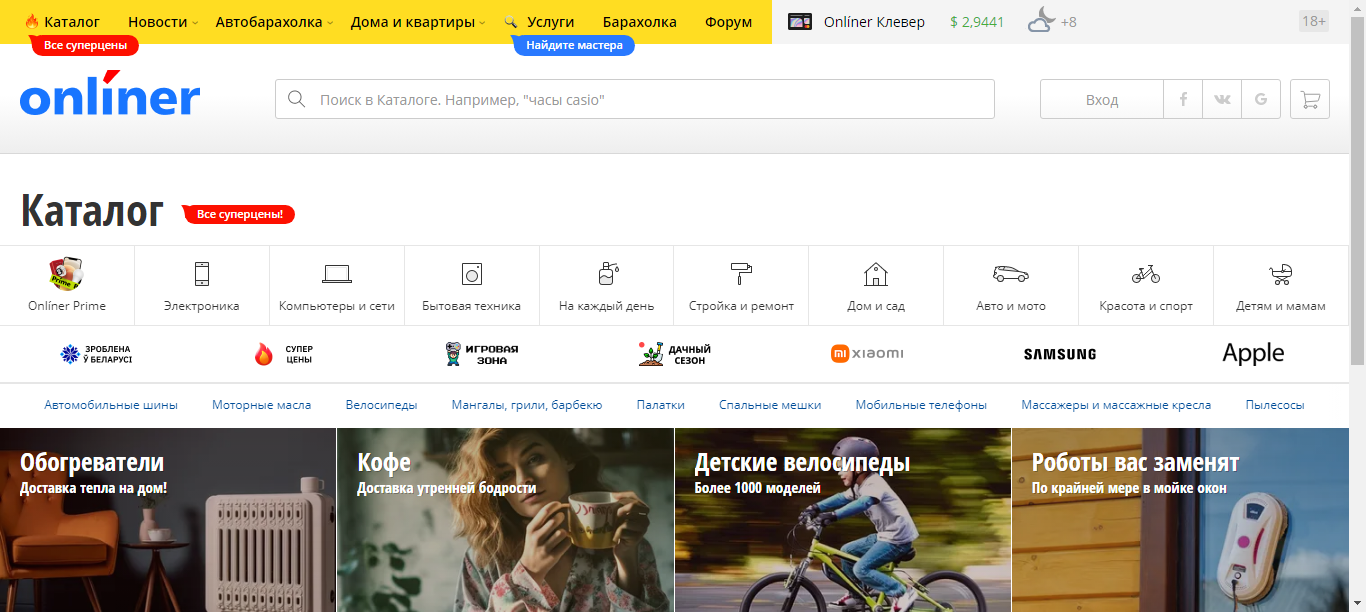 Каталог
Новости
Автобарахолка
Дома и квартиры
Услуги
Барахолка
Форум
Onlíner Клевер
$ 2,9441
+8
18+
Все суперцены
Найдите мастера
onlíner
Поиск в Каталоге. Например, "часы casio"
Вход
Каталог
Все суперцены!
Onlíner Prime
Электроника
Компьютеры и сети
Бытовая техника
На каждый день
Стройка и ремонт
Дом и сад
Авто и мото
Красота и спорт
Детям и мамам
ЗРОБЛЕНА
Ў БЕЛАРУСІ
СУПЕР
ЦЕНЫ
ИГРОВАЯ
ЗОНА
ДАЧНЫЙ
СЕЗОН
xiaomi
SAMSUNG
Apple
Автомобильные шины
Моторные масла
Велосипеды
Мангалы, грили, барбекю
Палатки
Спальные мешки
Мобильные телефоны
Массажеры и массажные кресла
Пылесосы
Обогреватели
Доставка тепла на дом!
Кофе
Доставка утренней бодрости
Детские велосипеды
Более 1000 моделей
Роботы вас заменят
По крайней мере в мойке окон